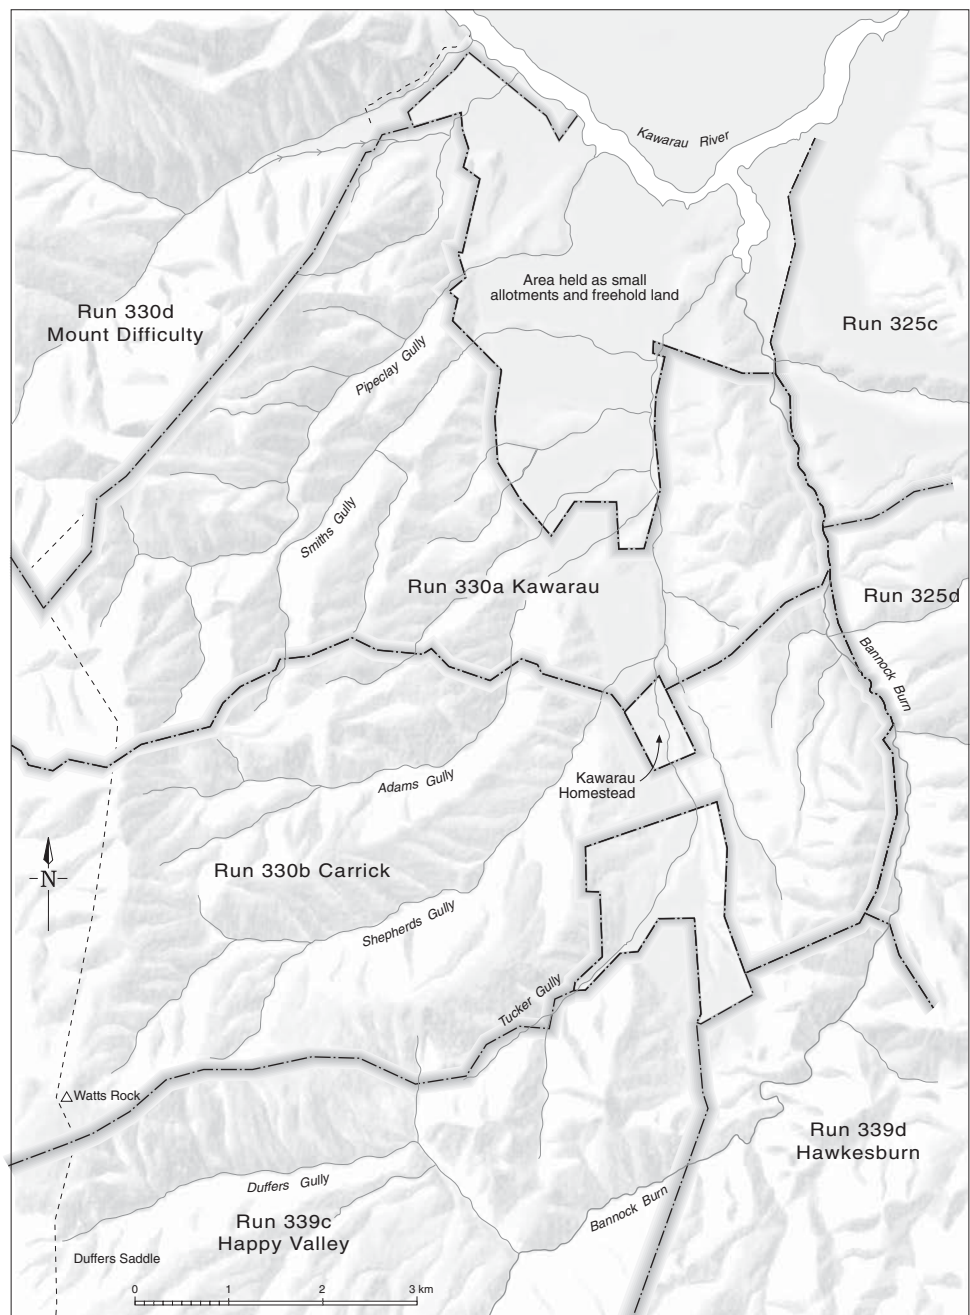 Kawarau River
Area held as small
allotments and freehold land
Run 330d
Mount Difficulty
Run 325c
Pipeclay Gully
Smiths Gully
Run 330a Kawarau
Run 325d
Bannock Burn
Kawarau
Homestead
Adams Gully
N
Run 330b Carrick
Shepherds Gully
Tucker Gully
Watts Rock
Run 339d
Hawkesburn
Duffers Gully
Bannock Burn
Run 339c
Happy Valley
Duffers Saddle
0 1 2 3 km